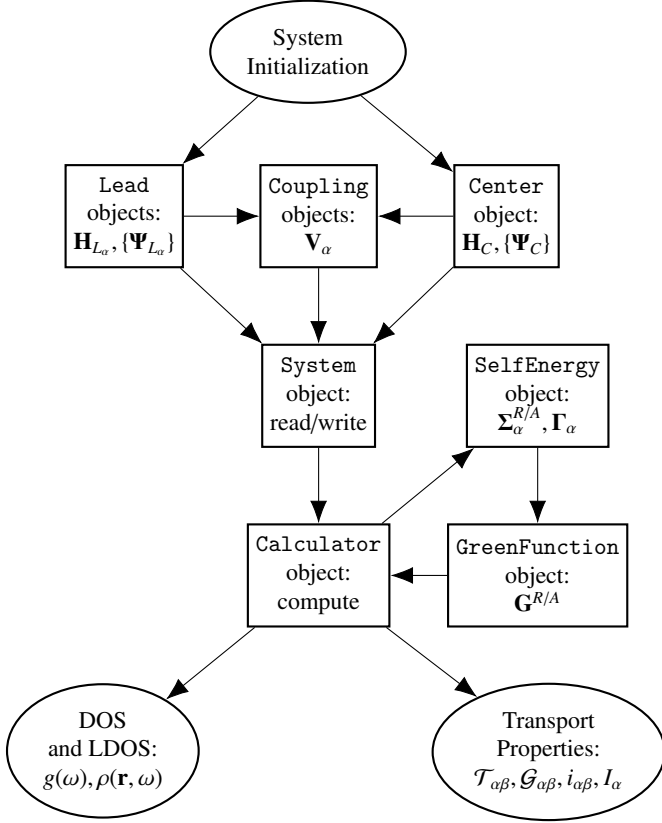 System
Initialization
Lead
objects:
𝐇_{L_α}, {𝚿_{L_α}}
Coupling
objects:
𝐕_α
Center
object:
𝐇_C, {𝚿_C}
System
object:
read/write
SelfEnergy
object:
𝚺_α^{R/A}, 𝚪_α
Calculator
object:
compute
GreenFunction
object:
𝐆^{R/A}
DOS
and LDOS:
g(ω), ρ(𝐫, ω)
Transport
Properties:
𝒯_{αβ}, 𝒢_{αβ}, i_{αβ}, I_α